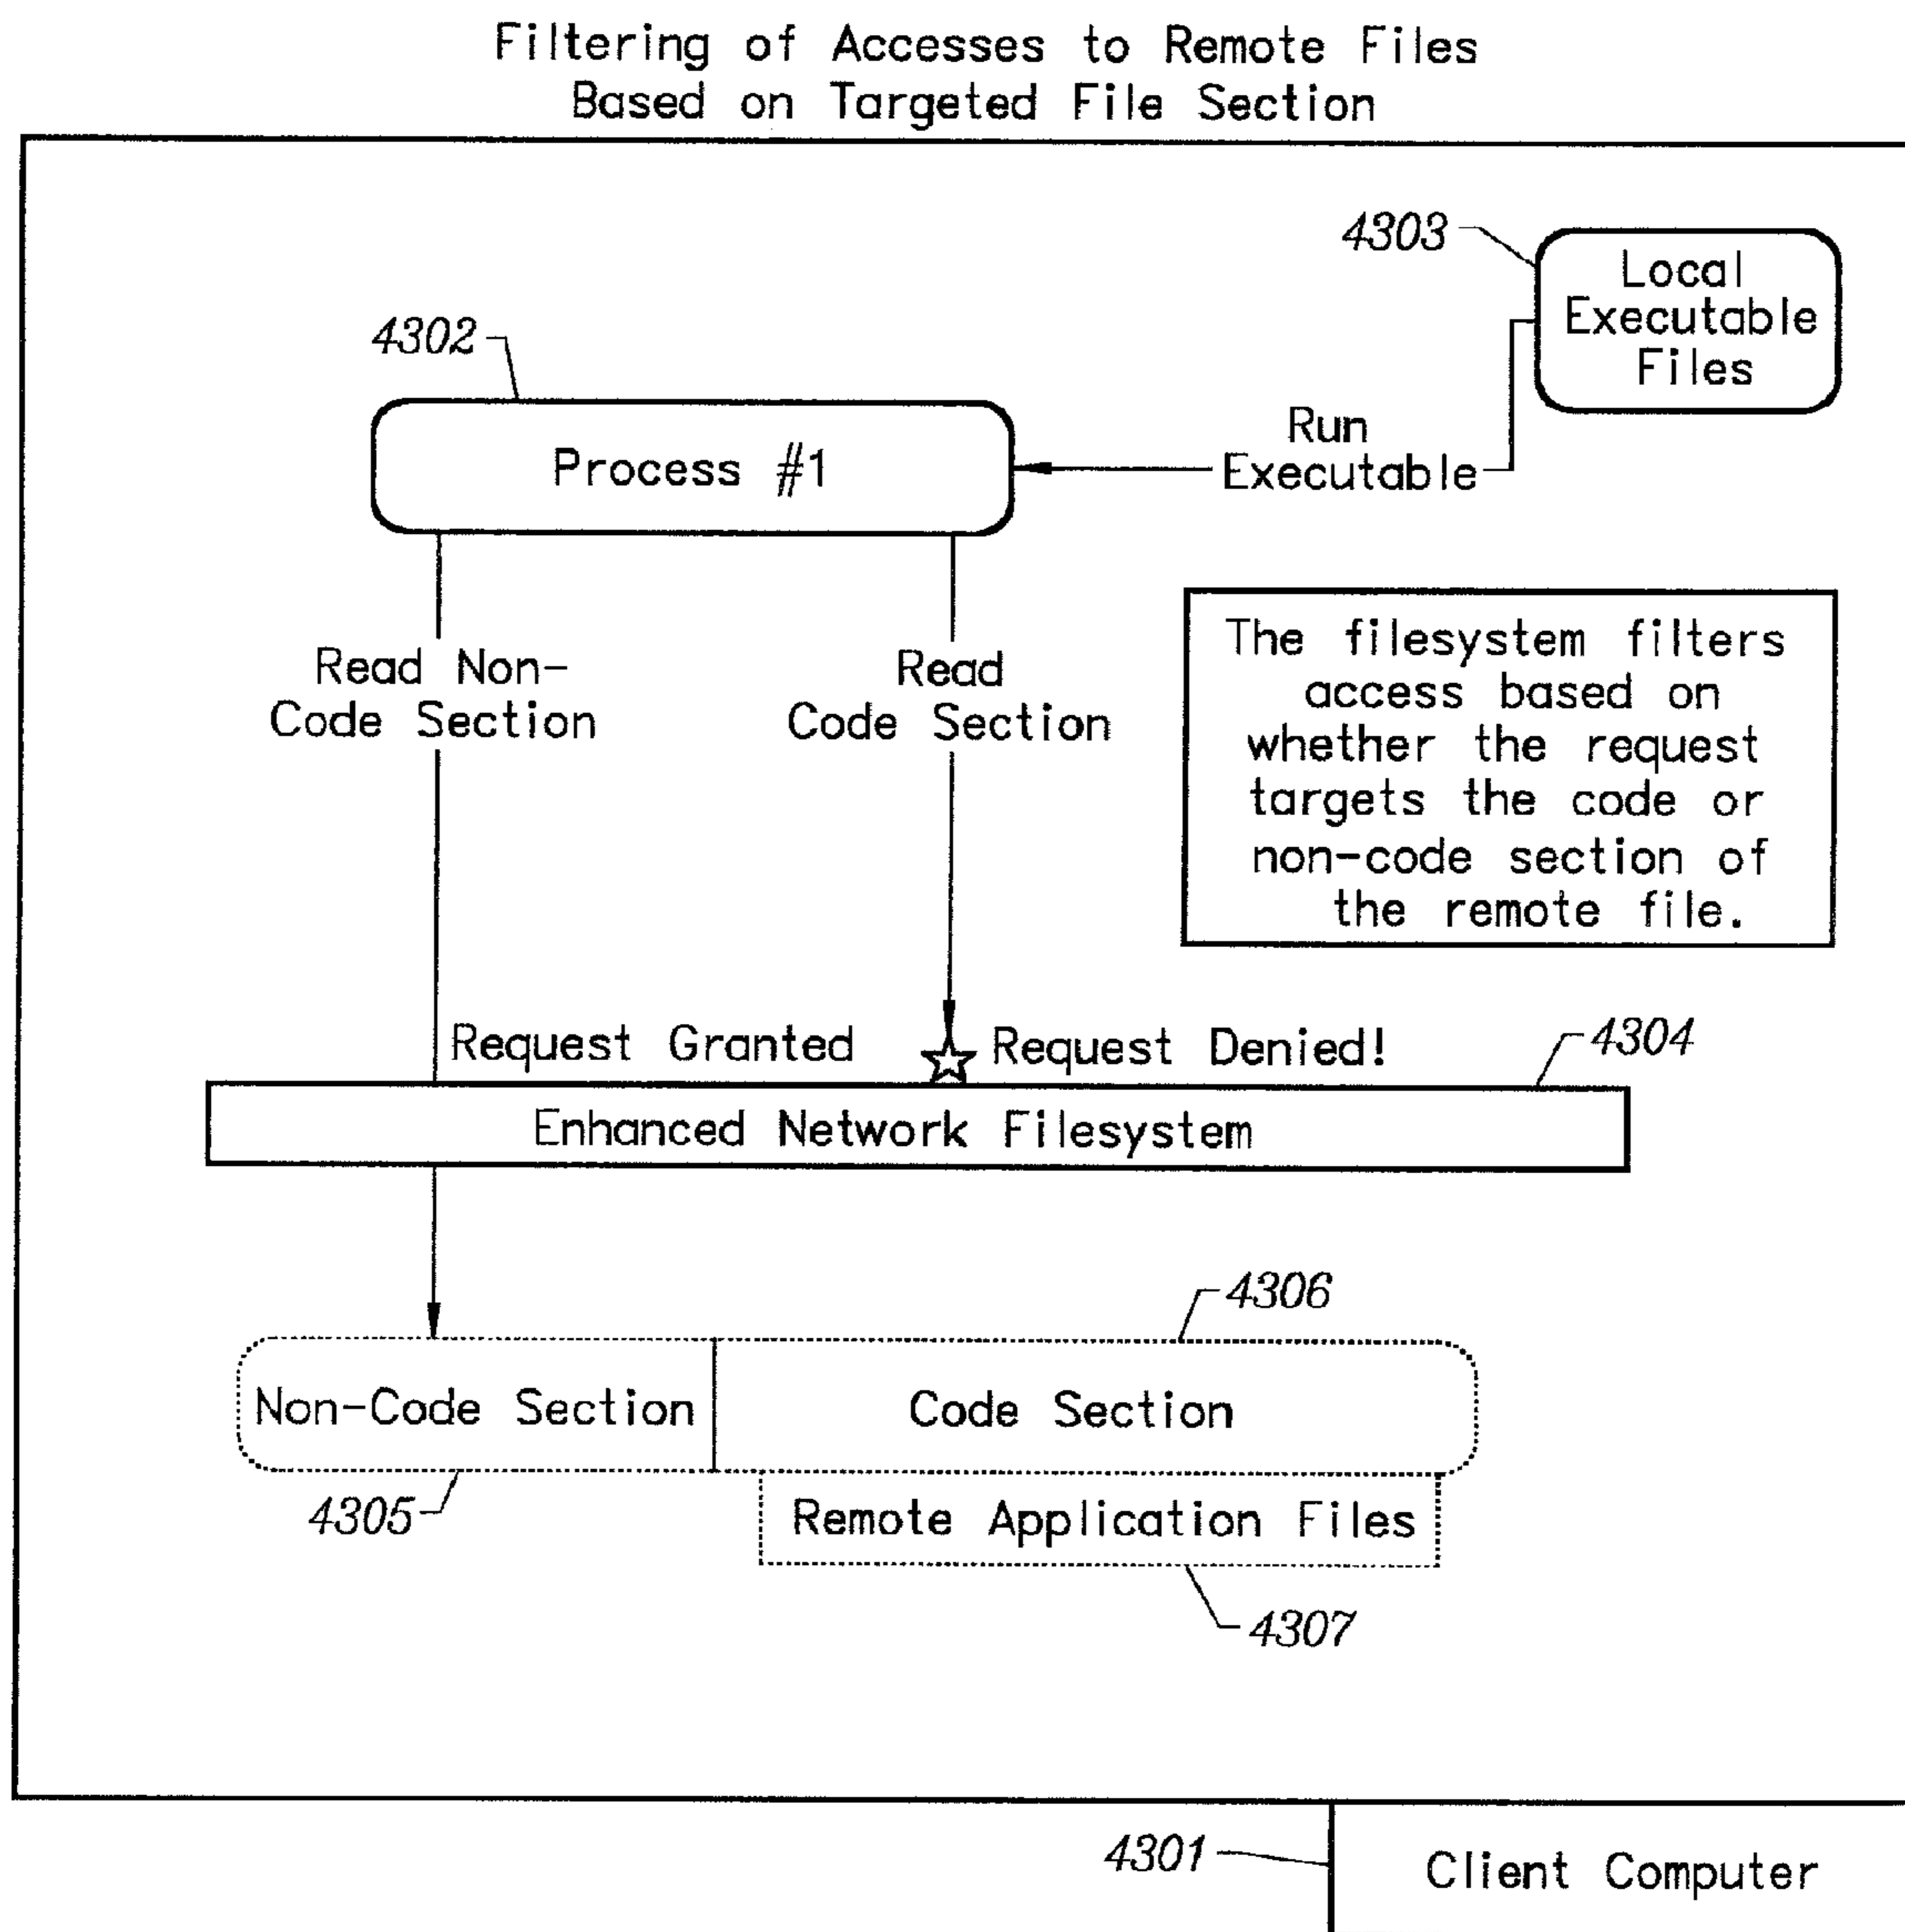 Filtering of Accesses to Remote Files
Based on Targeted File Section
4303
Local
Executable
Files
4302
Run
Executable
Process #1
Read Non-
Code Section
Read
Code Section
The filesystem filters
access based on
whether the request
targets the code or
non-code section of
the remote file.
Request Granted
Request Denied!
4304
Enhanced Network Filesystem
4306
Non-Code Section
Code Section
4305
Remote Application Files
4307
4301
Client Computer